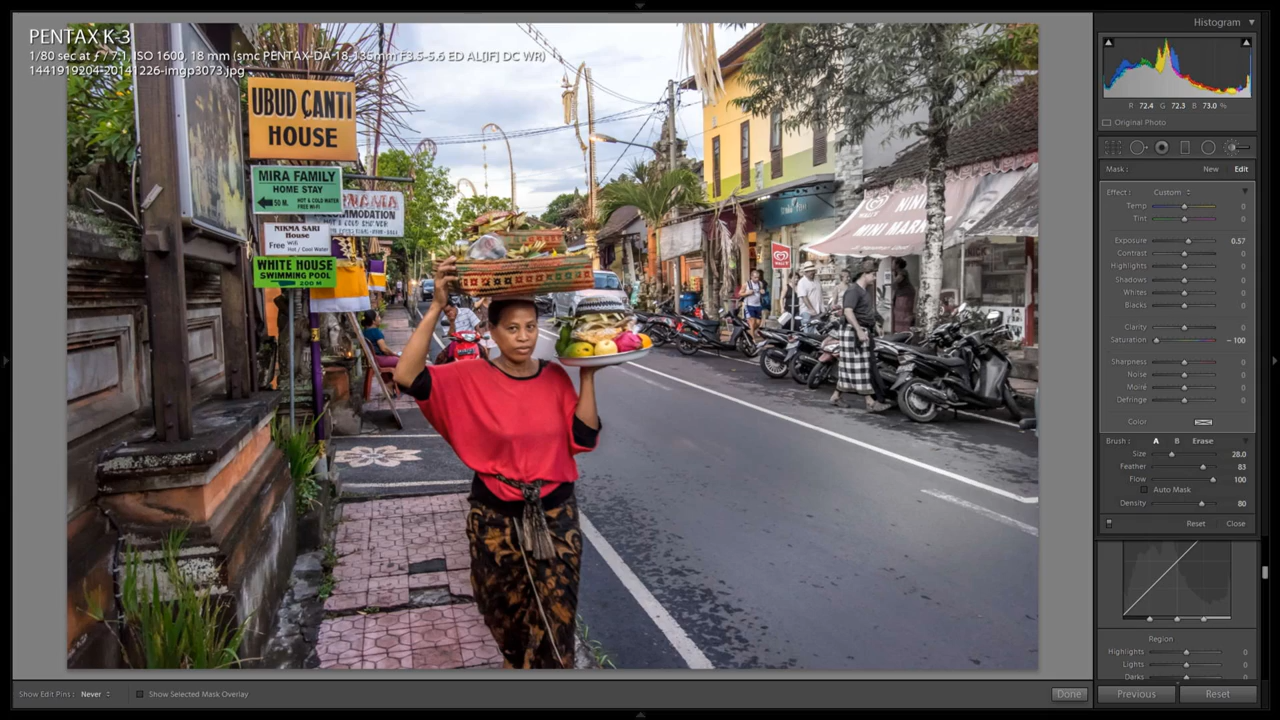 PENTAX K-3
1/80 sec at ƒ / 7.1, ISO 1600, 18 mm (smc PENTAX-DA 18-135mm F3.5-5.6 ED AL[IF] DC WR)
1441919204-20141226-imgp3073.jpg
UBUD CANTI
HOUSE
MIRA FAMILY
HOME STAY
50 M. HOT & COLD WATER
FREE WI-FI
NIKMA SARI
House
Free Wifi
Hot / Cool Water
WHITE HOUSE
SWIMMING POOL
200 M
WALL'S
MINI MAR
Histogram
R 72.4 G 72.3 B 73.0 %
Original Photo
Mask : New Edit
Effect : Custom
Temp 0
Tint 0
Exposure 0.57
Contrast 0
Highlights 0
Shadows 0
Whites 0
Blacks 0
Clarity 0
Saturation – 100
Sharpness 0
Noise 0
Moiré 0
Defringe 0
Color
Brush : A B Erase
Size 28.0
Feather 83
Flow 100
Auto Mask
Density 80
Reset Close
Region
Highlights 0
Lights 0
Darks 0
Previous Reset
Show Edit Pins : Never Show Selected Mask Overlay Done